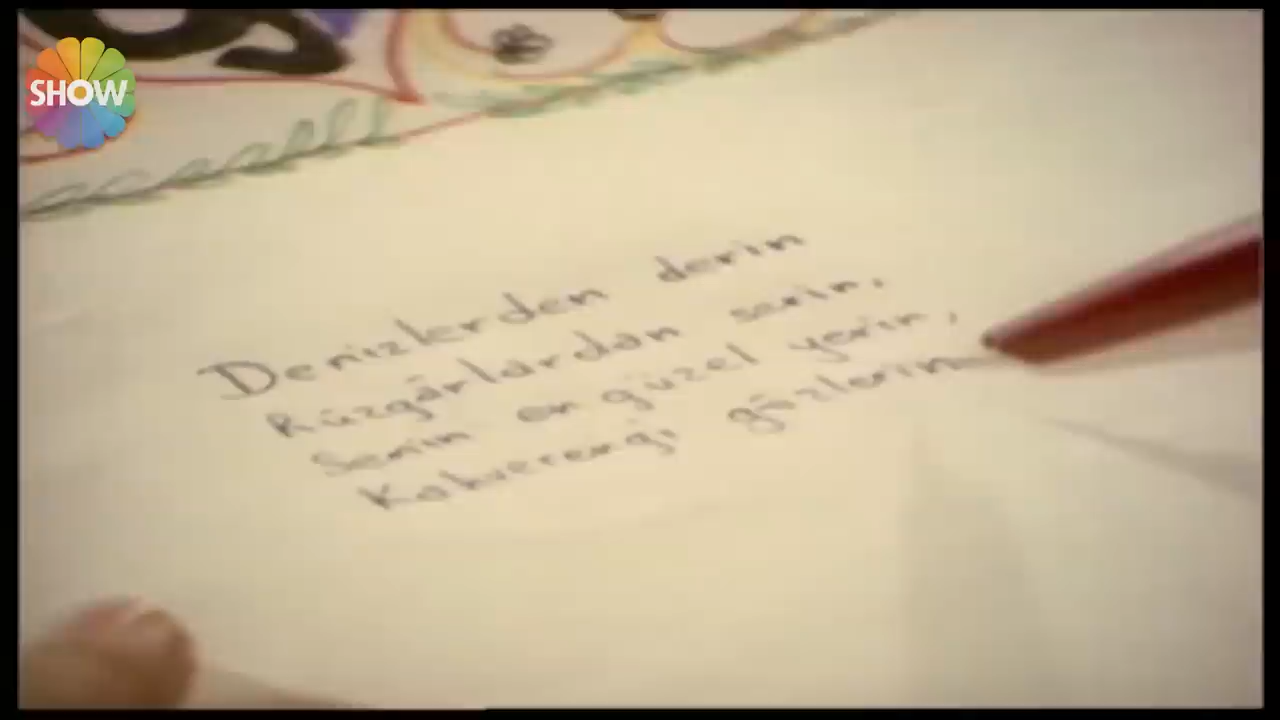 SHOW
Denizlerden derin
Rüzgârlardan serin,
Senin en güzel yerin,
Kahverengi gözlerin